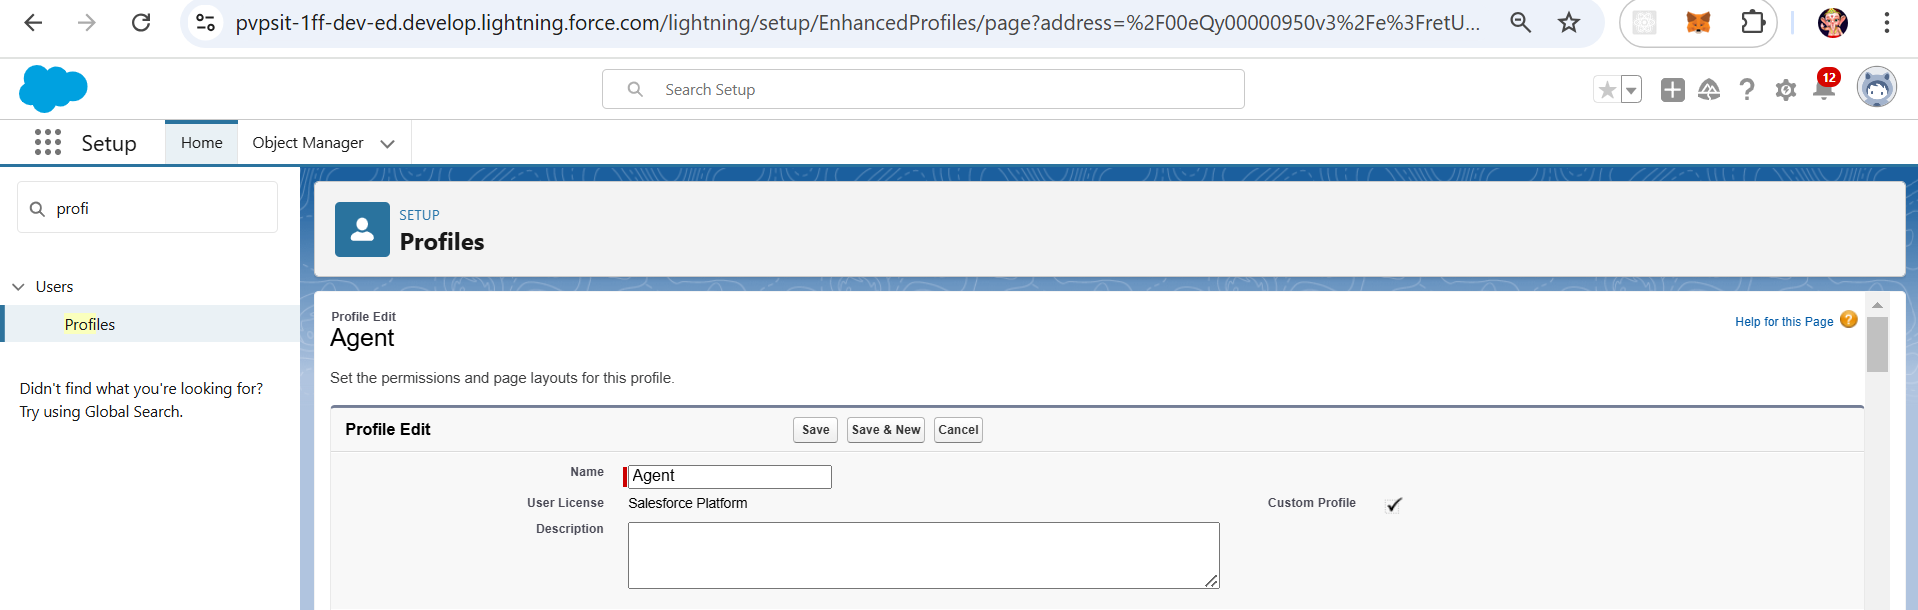 pvpsit-1ff-dev-ed.develop.lightning.force.com/lightning/setup/EnhancedProfiles/page?address=%2F00eQy00000950v3%2Fe%3FretU...
Search Setup
12
Setup
Home
Object Manager
profi
SETUP
Profiles
Users
Profiles
Didn't find what you're looking for?
Try using Global Search.
Profile Edit
Agent
Help for this Page
?
Set the permissions and page layouts for this profile.
Profile Edit
Save
Save & New
Cancel
Name
Agent
User License
Salesforce Platform
Custom Profile
Description